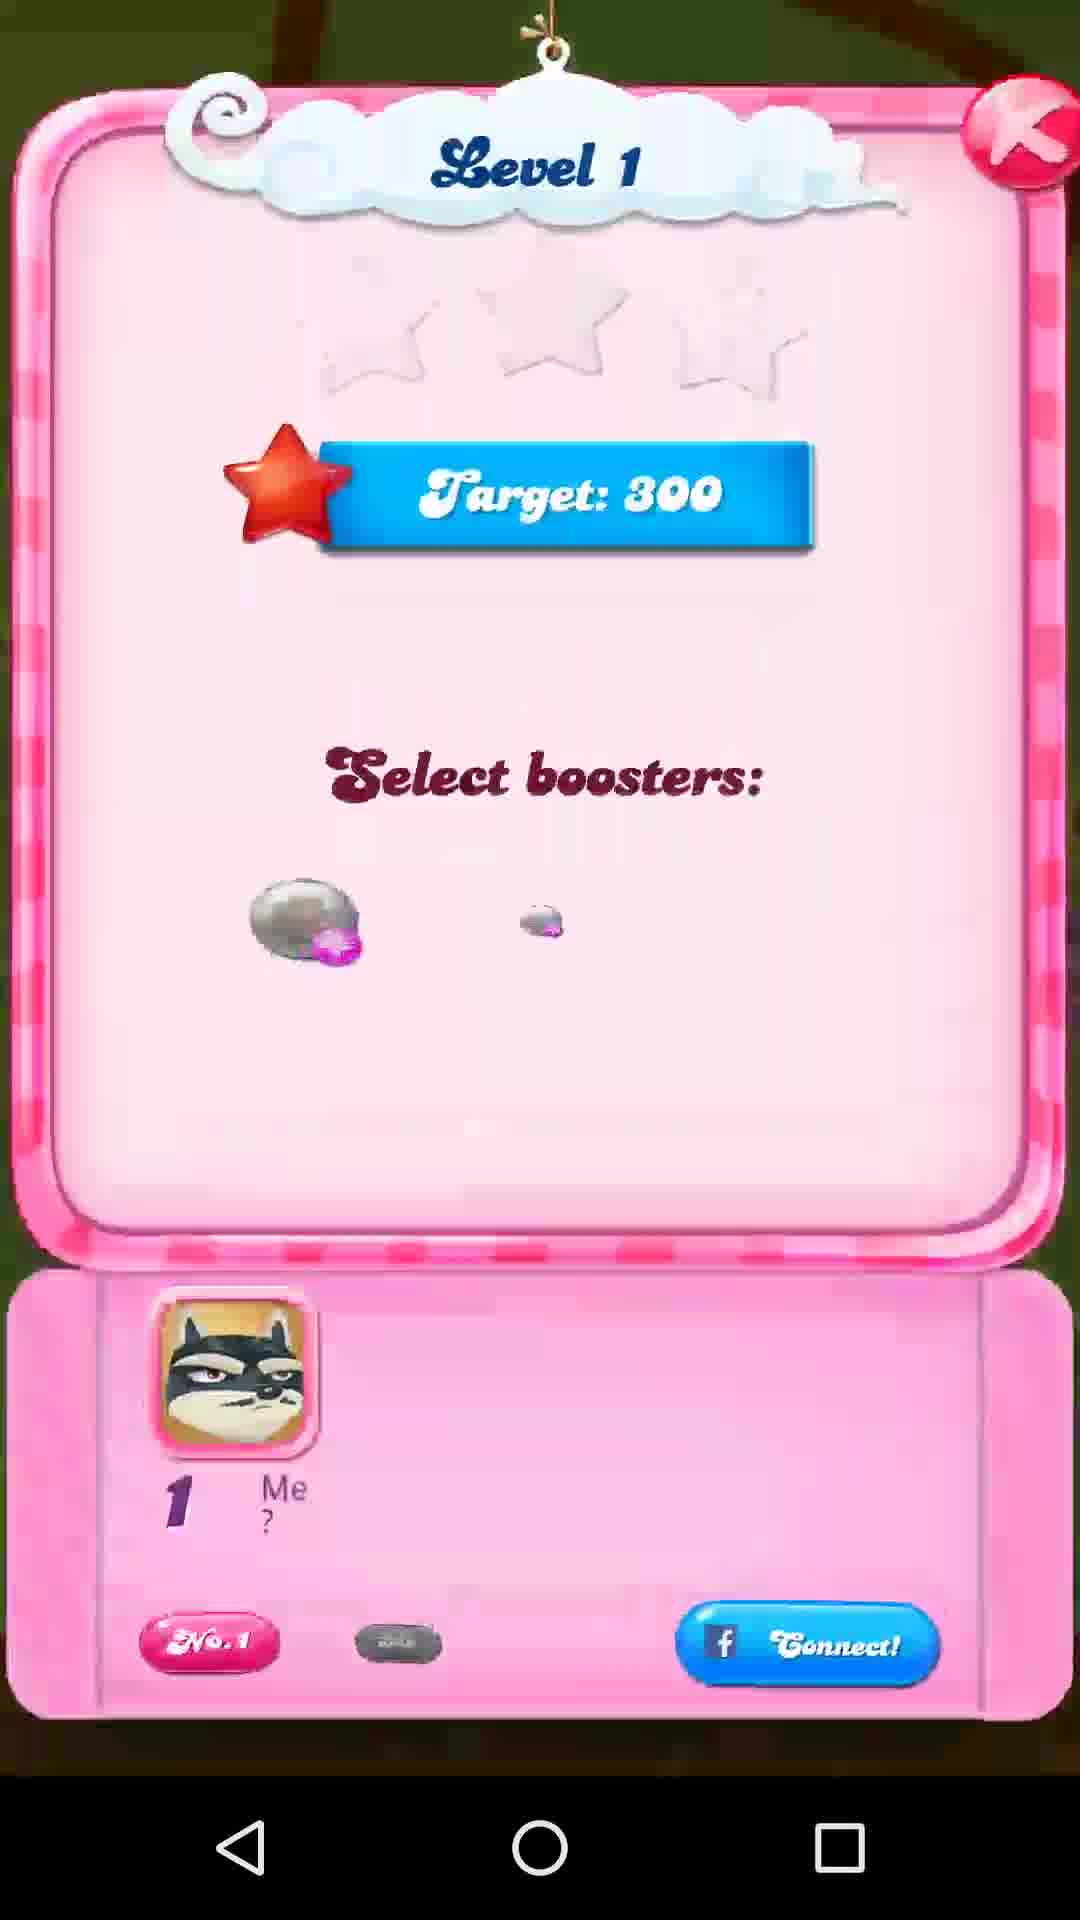 Level 1
Target: 300
Select boosters:
1
Me
?
No. 1
f Connect!